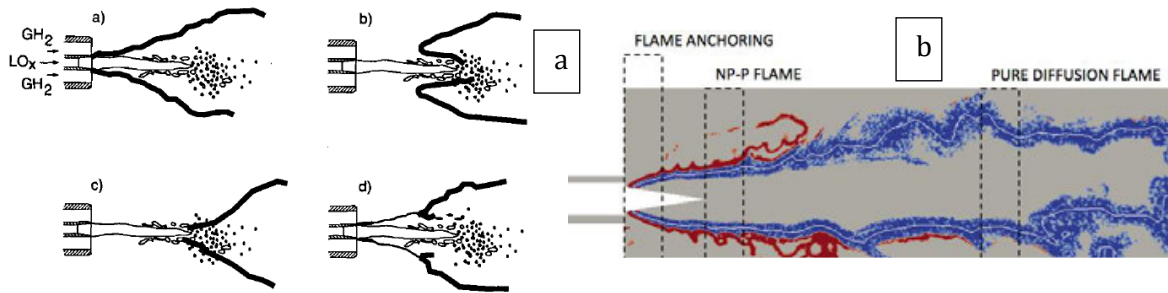 a)
GH2
LOx
GH2
b)
a
c)
d)
b
FLAME ANCHORING
NP-P FLAME
PURE DIFFUSION FLAME